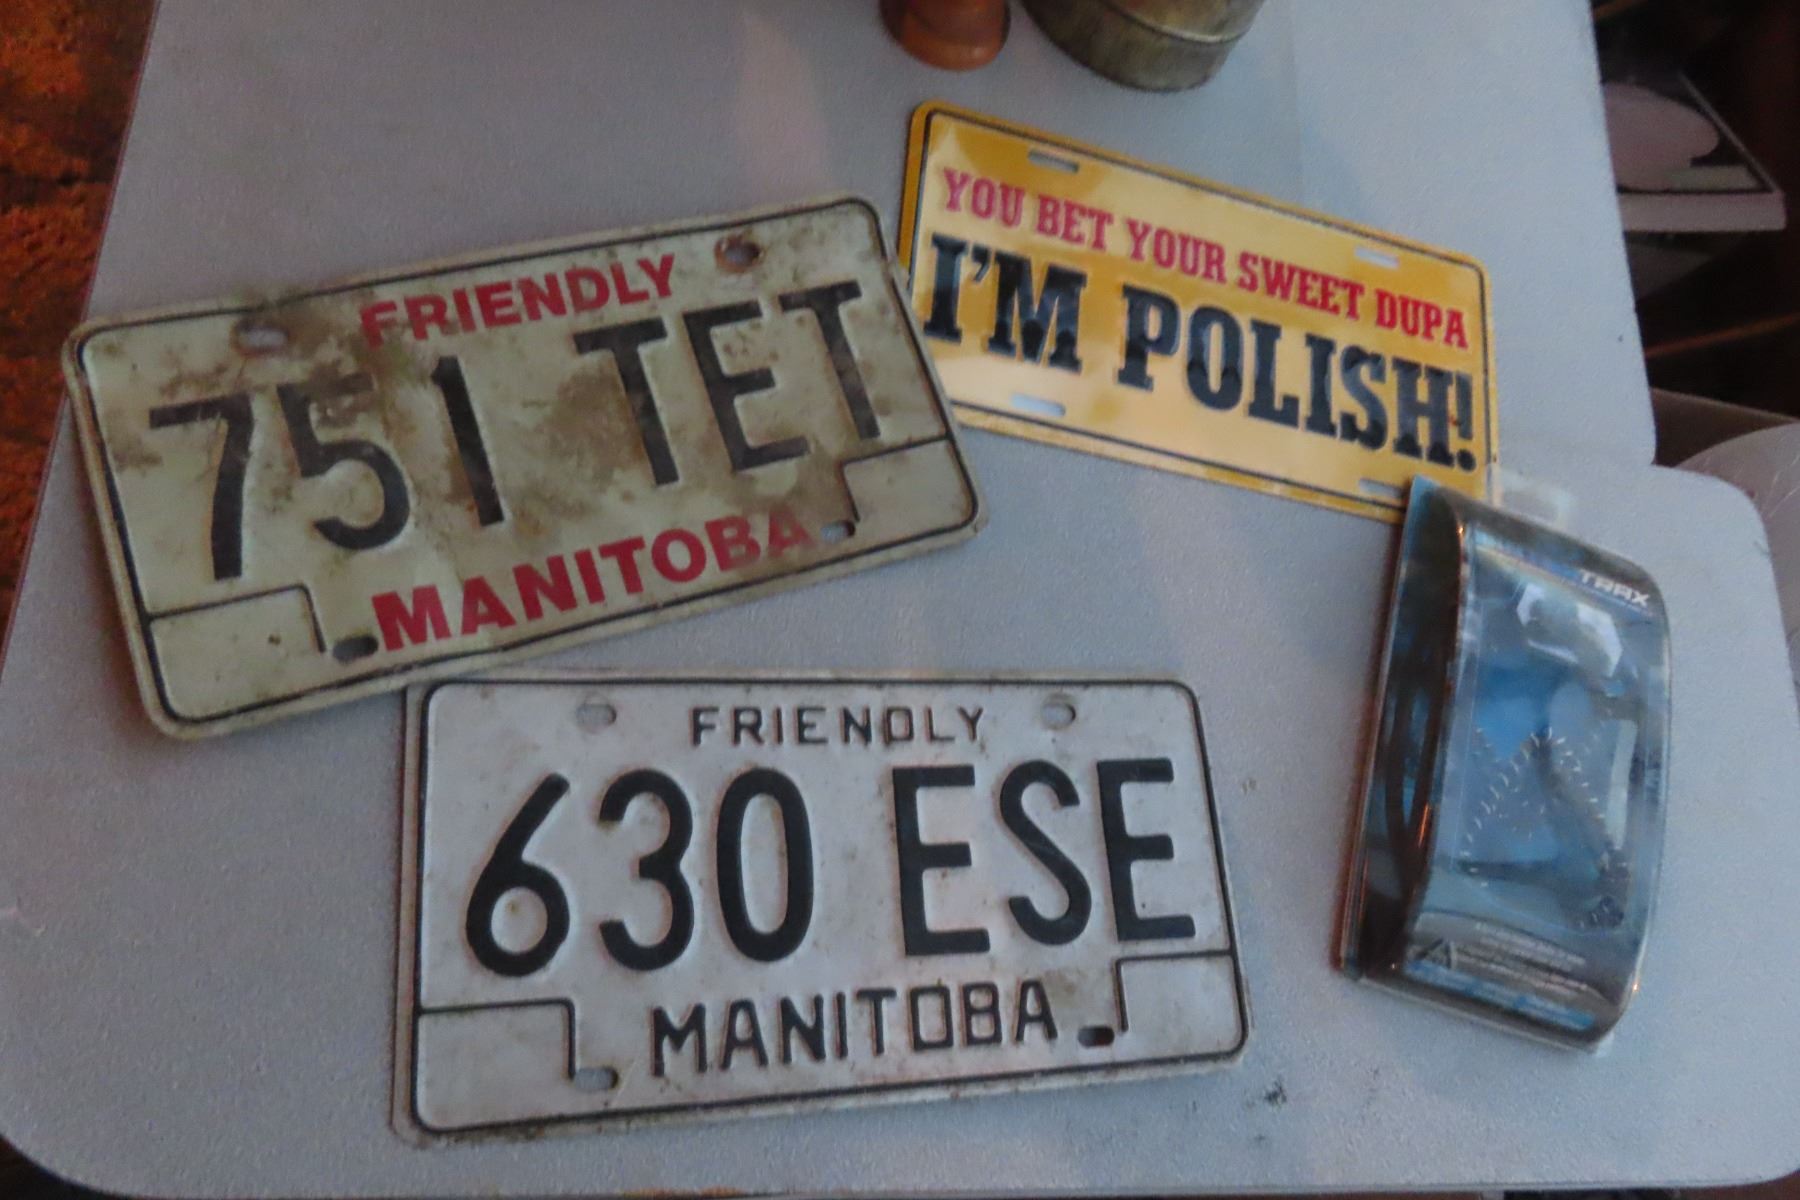 YOU BET YOUR SWEET DUPA
I'M POLISH!
FRIENDLY
751 TET
MANITOBA
TRAX
FRIENDLY
630 ESE
MANITOBA